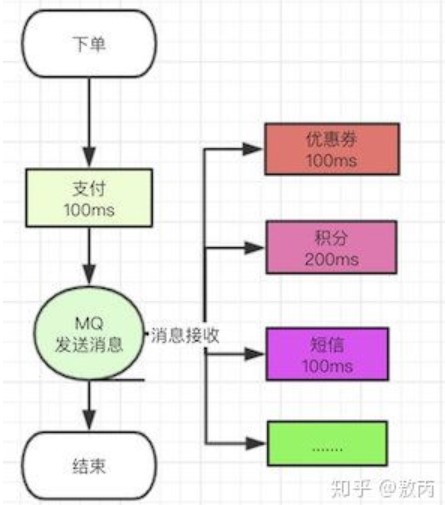 下单
支付
100ms
MQ
发送消息
消息接收
优惠券
100ms
积分
200ms
短信
100ms
.......
结束
知乎 @敖丙